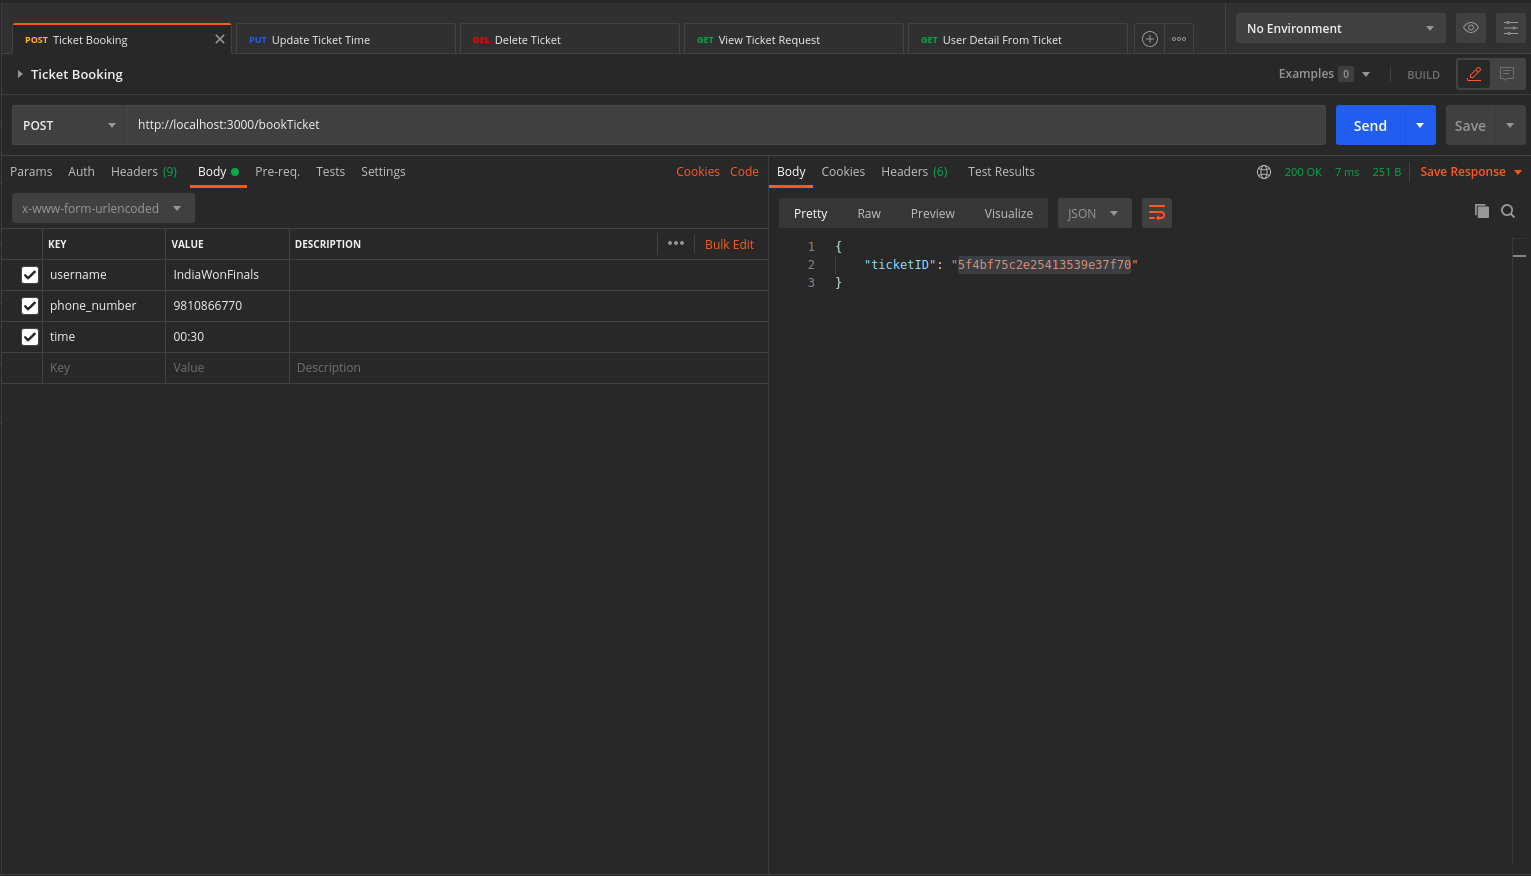 POST Ticket Booking PUT Update Ticket Time DEL Delete Ticket GET View Ticket Request GET User Detail From Ticket No Environment
Ticket Booking Examples 0 BUILD
POST http://localhost:3000/bookTicket Send Save
Params Auth Headers (9) Body Pre-req. Tests Settings Cookies Code
x-www-form-urlencoded
KEY VALUE DESCRIPTION Bulk Edit
username IndiaWonFinals
phone_number 9810866770
time 00:30
Key Value Description
Body Cookies Headers (6) Test Results 200 OK 7 ms 251 B Save Response
Pretty Raw Preview Visualize JSON
1 {
2 "ticketID": "5f4bf75c2e25413539e37f70"
3 }